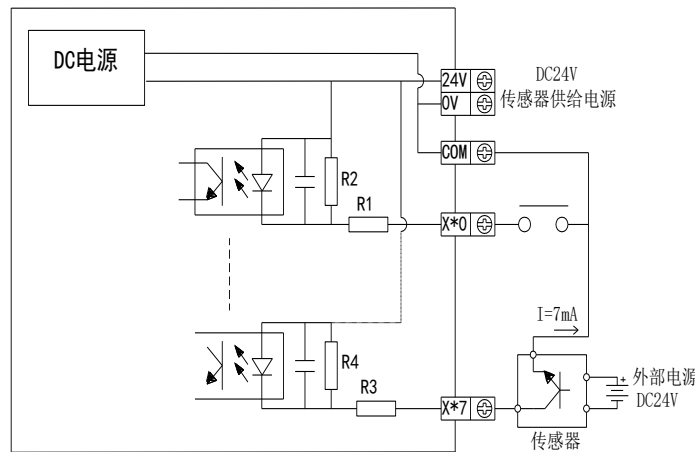 DC电源
24V
DC24V
0V
传感器供给电源
COM
R2
R1
X*0
I=7mA
R4
R3
外部电源
DC24V
X*7
传感器